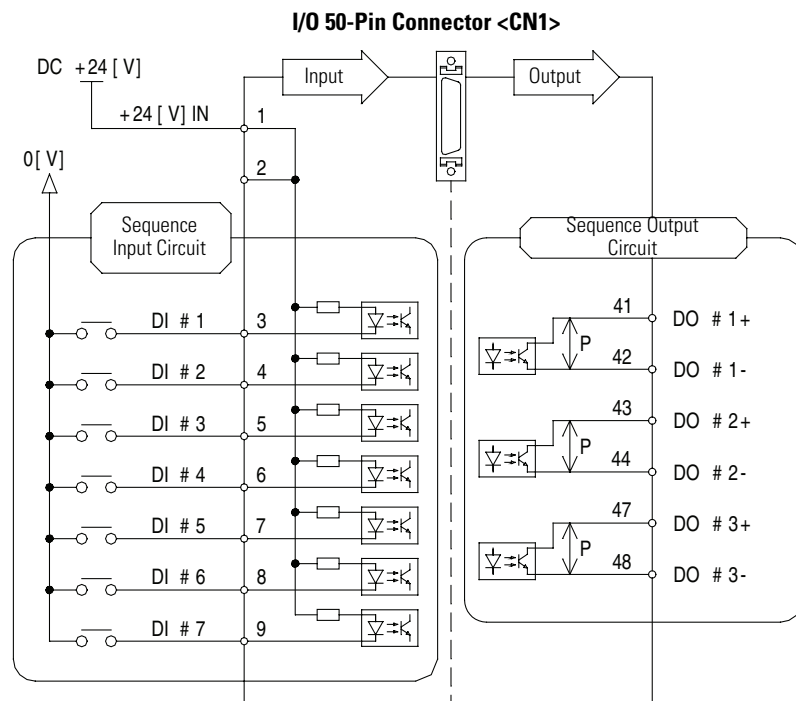 I/O 50-Pin Connector <CN1>
DC +24 [ V]
Input
Output
+24 [ V] IN
1
0[ V]
2
Sequence
Input Circuit
Sequence Output
Circuit
DI # 1
3
DI # 2
4
DI # 3
5
DI # 4
6
DI # 5
7
DI # 6
8
DI # 7
9
41
DO # 1+
P
42
DO # 1-
43
DO # 2+
P
44
DO # 2-
47
DO # 3+
P
48
DO # 3-